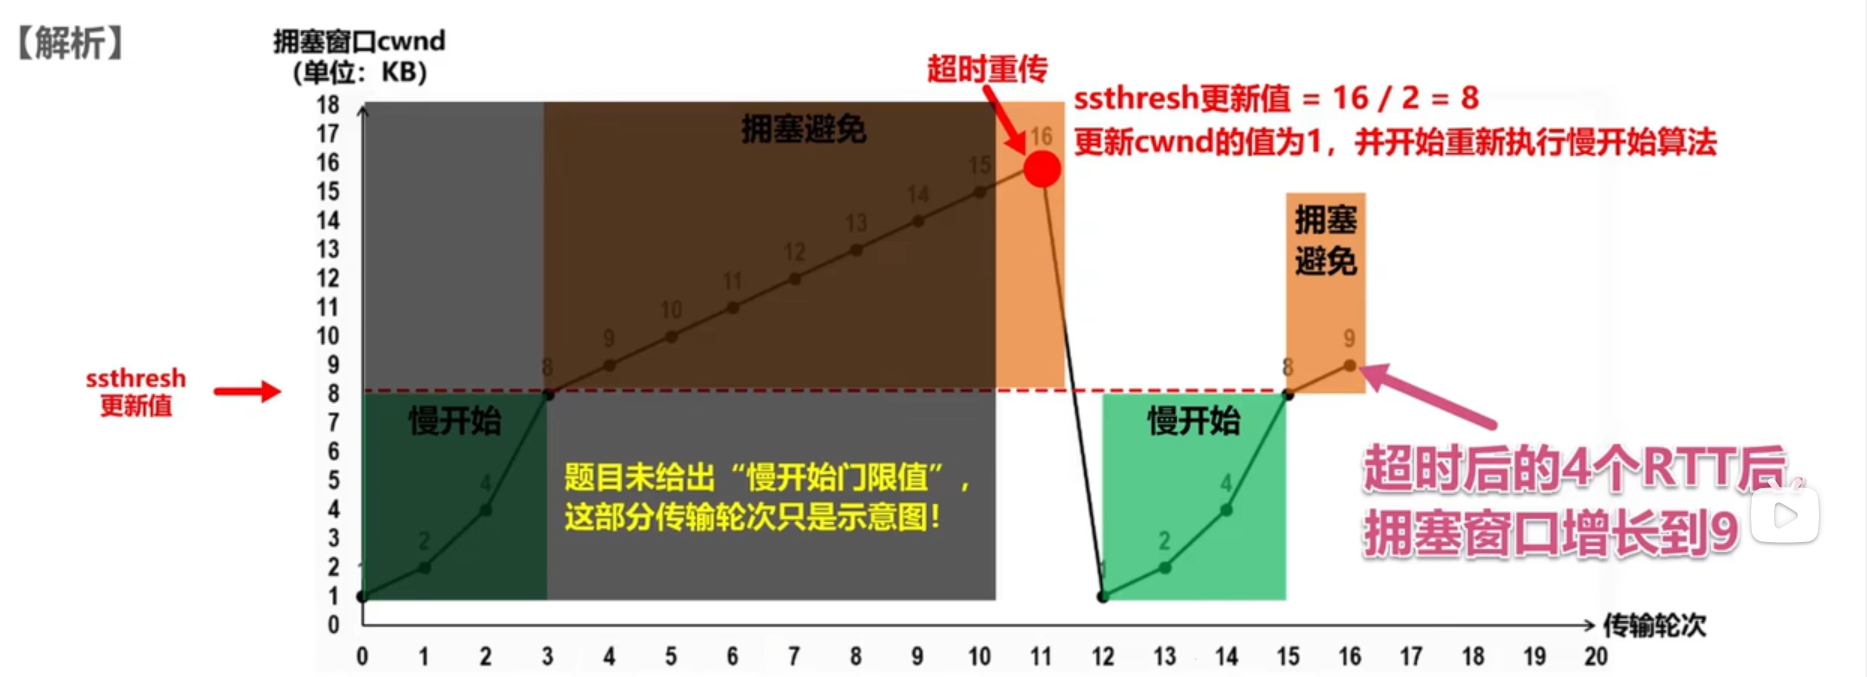 【解析】
拥塞窗口cwnd
（单位：KB）
超时重传
ssthresh更新值 = 16 / 2 = 8
更新cwnd的值为1，并开始重新执行慢开始算法
18
17
16
15
14
13
12
11
10
9
8
7
6
5
4
3
2
1
0
拥塞避免
8
9
10
11
12
13
14
15
16
ssthresh
更新值
慢开始
2
4
题目未给出“慢开始门限值”，
这部分传输轮次只是示意图！
慢开始
1
2
4
8
拥塞
避免
9
超时后的4个RTT后，
拥塞窗口增长到9
传输轮次
0 1 2 3 4 5 6 7 8 9 10 11 12 13 14 15 16 17 18 19 20